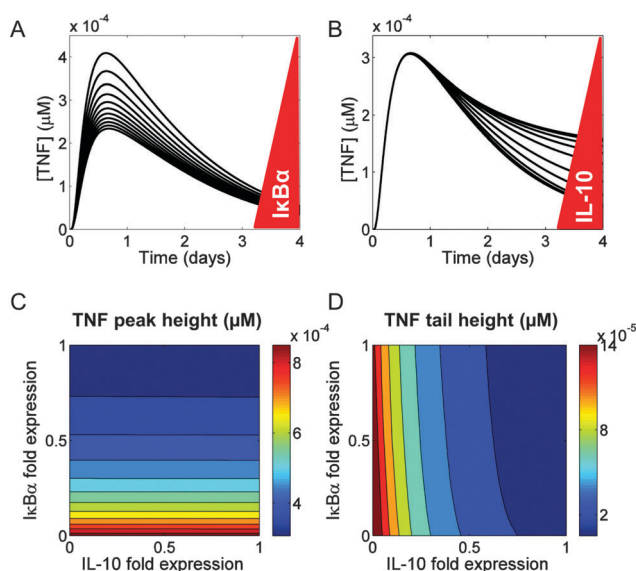 A
x 10⁻⁴
4
3
2
1
0
[TNF] (μM)
0 1 2 3 4
Time (days)
IκBα
B
x 10⁻⁴
3
2
1
0
[TNF] (μM)
0 1 2 3 4
Time (days)
IL-10
C
TNF peak height (μM)
x 10⁻⁴
1
0.5
0
IκBα fold expression
0 0.5 1
IL-10 fold expression
8
6
4
D
TNF tail height (μM)
x 10⁻⁵
1
0.5
0
IκBα fold expression
0 0.5 1
IL-10 fold expression
14
10
6
2